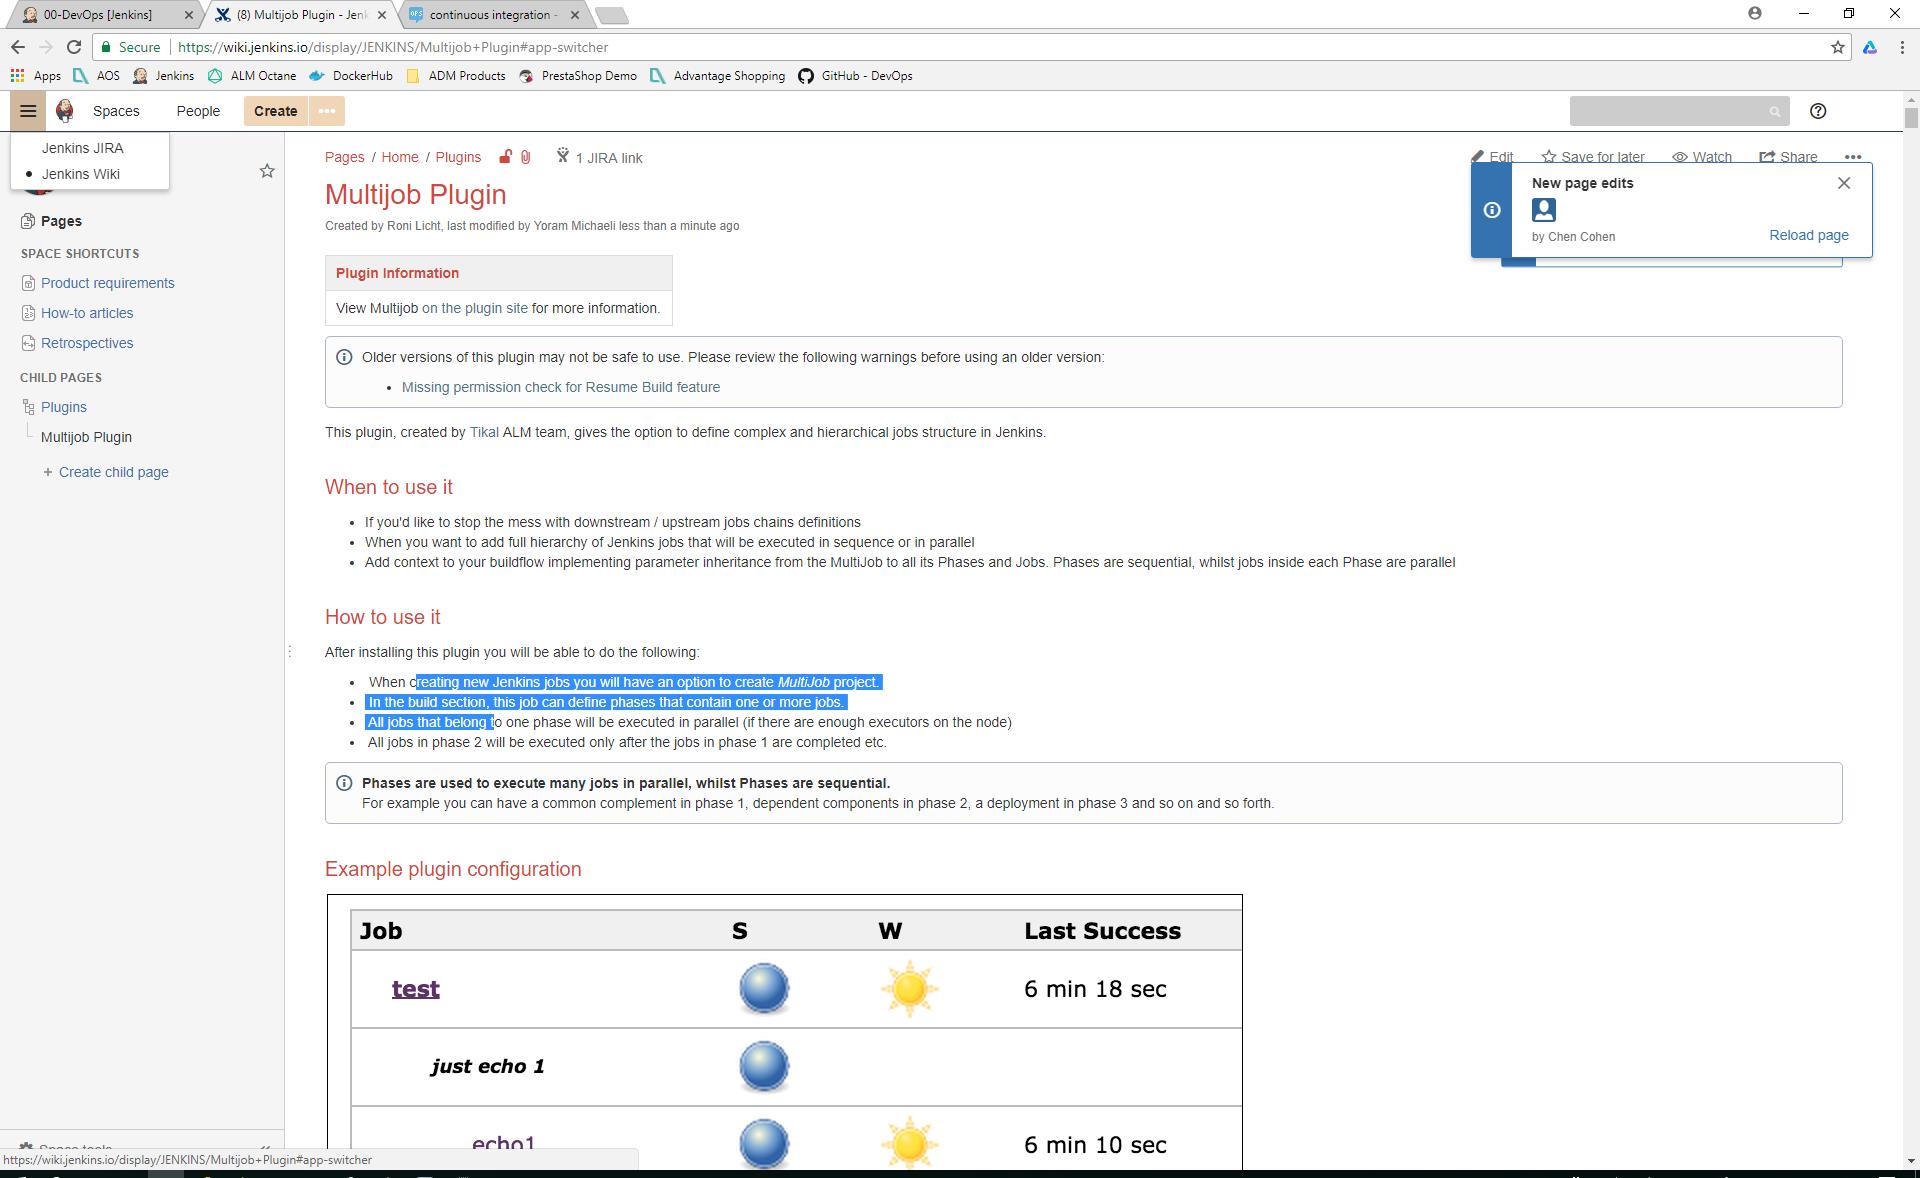 00-DevOps [Jenkins]
(8) Multijob Plugin - Jenk
continuous integration -
Secure
https://wiki.jenkins.io/display/JENKINS/Multijob+Plugin#app-switcher
Apps
AOS
Jenkins
ALM Octane
DockerHub
ADM Products
PrestaShop Demo
Advantage Shopping
GitHub - DevOps
Spaces
People
Create
Jenkins JIRA
• Jenkins Wiki
Pages
SPACE SHORTCUTS
Product requirements
How-to articles
Retrospectives
CHILD PAGES
Plugins
Multijob Plugin
+ Create child page
Pages / Home / Plugins
1 JIRA link
Edit
Save for later
Watch
Share
New page edits
by Chen Cohen
Reload page
Multijob Plugin
Created by Roni Licht, last modified by Yoram Michaeli less than a minute ago
Plugin Information
View Multijob on the plugin site for more information.
Older versions of this plugin may not be safe to use. Please review the following warnings before using an older version:
• Missing permission check for Resume Build feature
This plugin, created by Tikal ALM team, gives the option to define complex and hierarchical jobs structure in Jenkins.
When to use it
• If you'd like to stop the mess with downstream / upstream jobs chains definitions
• When you want to add full hierarchy of Jenkins jobs that will be executed in sequence or in parallel
• Add context to your buildflow implementing parameter inheritance from the MultiJob to all its Phases and Jobs. Phases are sequential, whilst jobs inside each Phase are parallel
How to use it
After installing this plugin you will be able to do the following:
• When creating new Jenkins jobs you will have an option to create MultiJob project.
• In the build section, this job can define phases that contain one or more jobs.
• All jobs that belong to one phase will be executed in parallel (if there are enough executors on the node)
• All jobs in phase 2 will be executed only after the jobs in phase 1 are completed etc.
Phases are used to execute many jobs in parallel, whilst Phases are sequential.
For example you can have a common complement in phase 1, dependent components in phase 2, a deployment in phase 3 and so on and so forth.
Example plugin configuration
Job S W Last Success
test 6 min 18 sec
just echo 1
echo1 6 min 10 sec
Space tools
https://wiki.jenkins.io/display/JENKINS/Multijob+Plugin#app-switcher